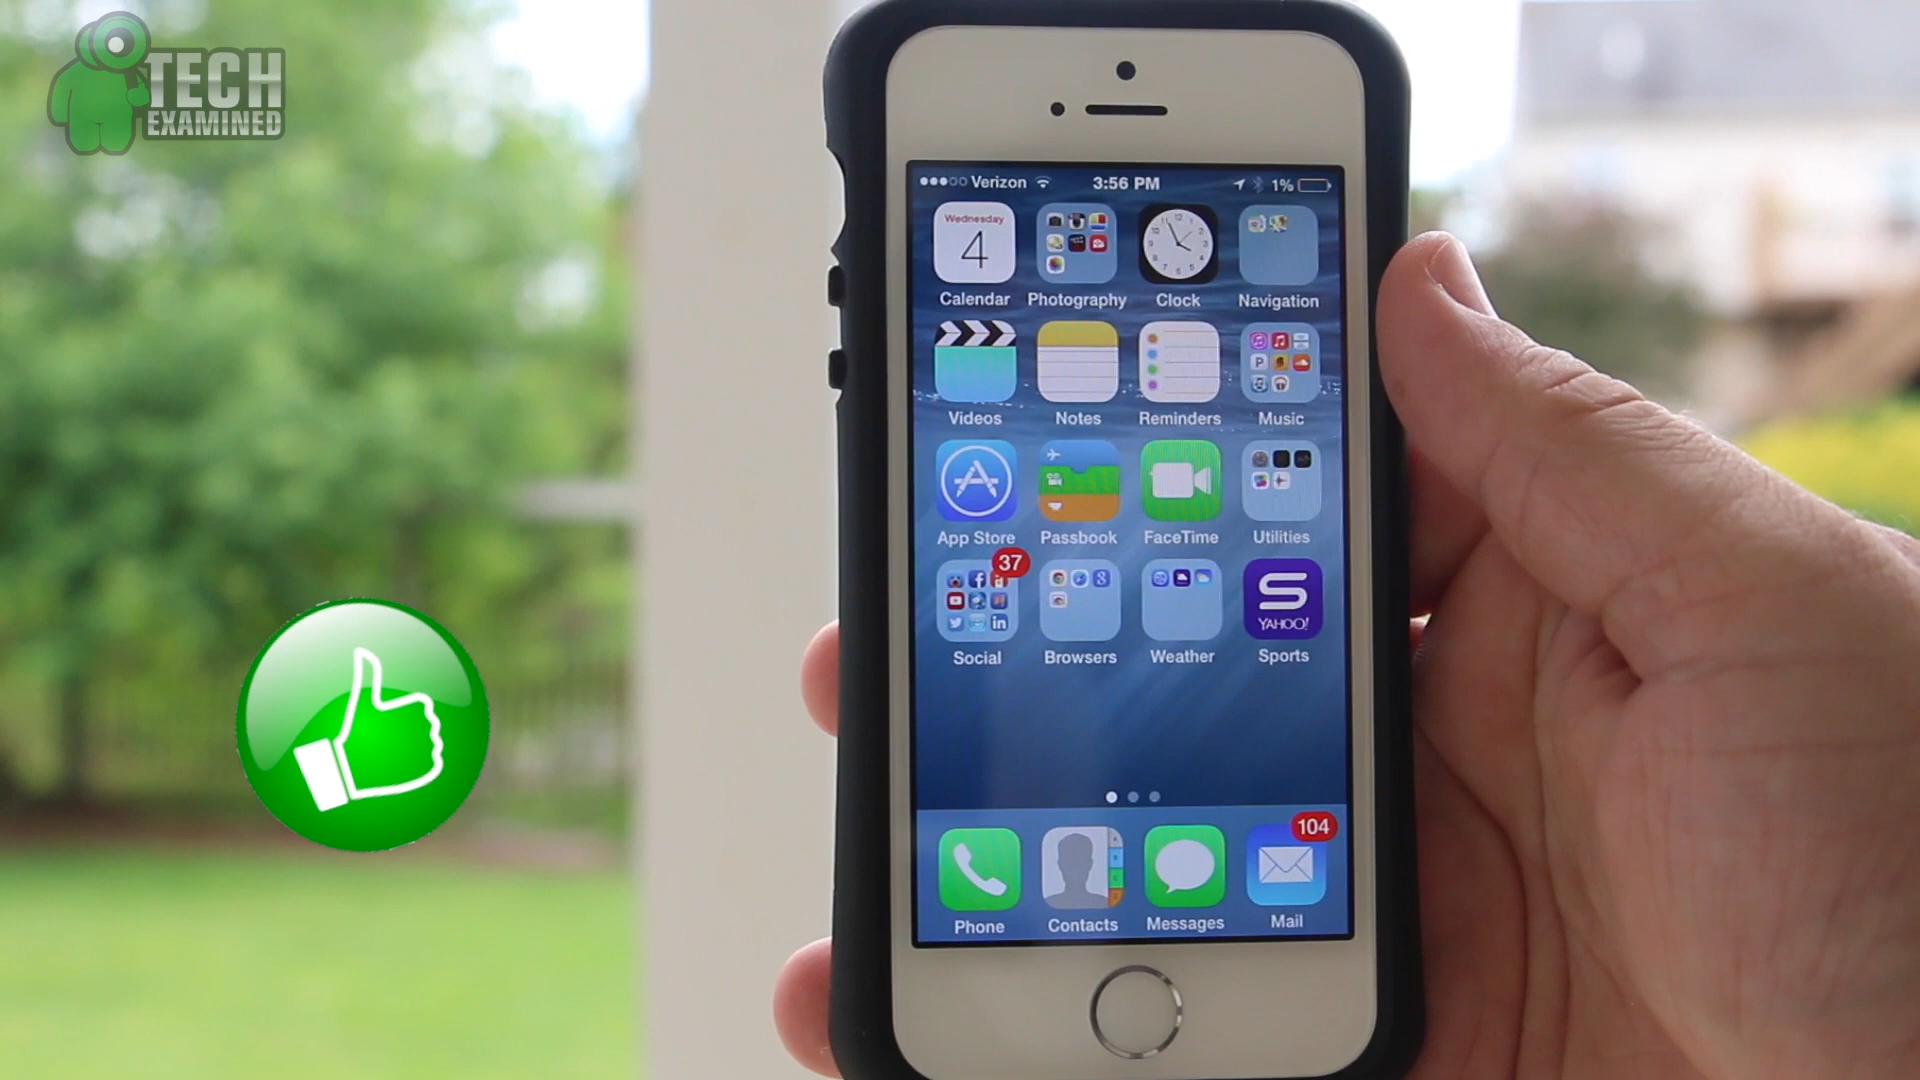 TECH
EXAMINED
Verizon 3:56 PM 1%
Wednesday
4
Calendar Photography Clock Navigation
Videos Notes Reminders Music
App Store Passbook FaceTime Utilities
37
YAHOO!
Social Browsers Weather Sports
104
Phone Contacts Messages Mail